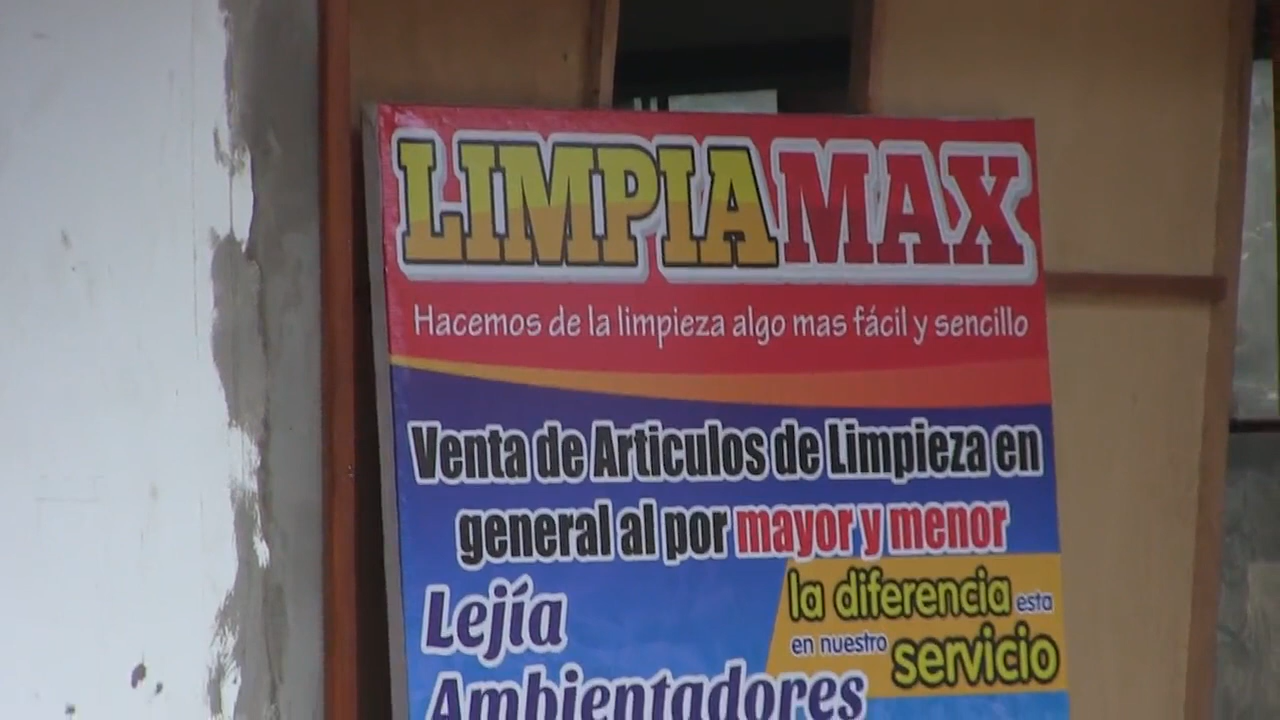 LIMPIAMAX
Hacemos de la limpieza algo mas fácil y sencillo
Venta de Articulos de Limpieza en
general al por mayor y menor
la diferencia esta
en nuestro servicio
Lejía
Ambientadores